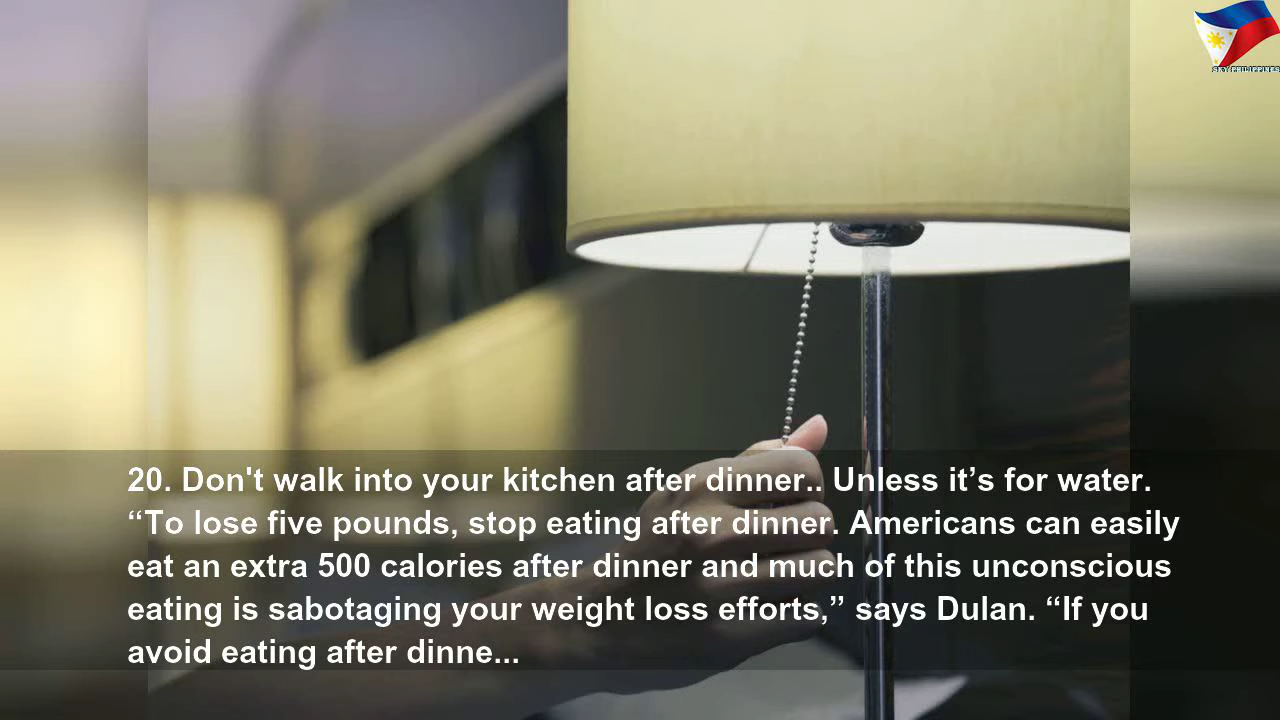 SKY PHILIPPINES
20. Don't walk into your kitchen after dinner.. Unless it’s for water.
“To lose five pounds, stop eating after dinner. Americans can easily
eat an extra 500 calories after dinner and much of this unconscious
eating is sabotaging your weight loss efforts,” says Dulan. “If you
avoid eating after dinne...